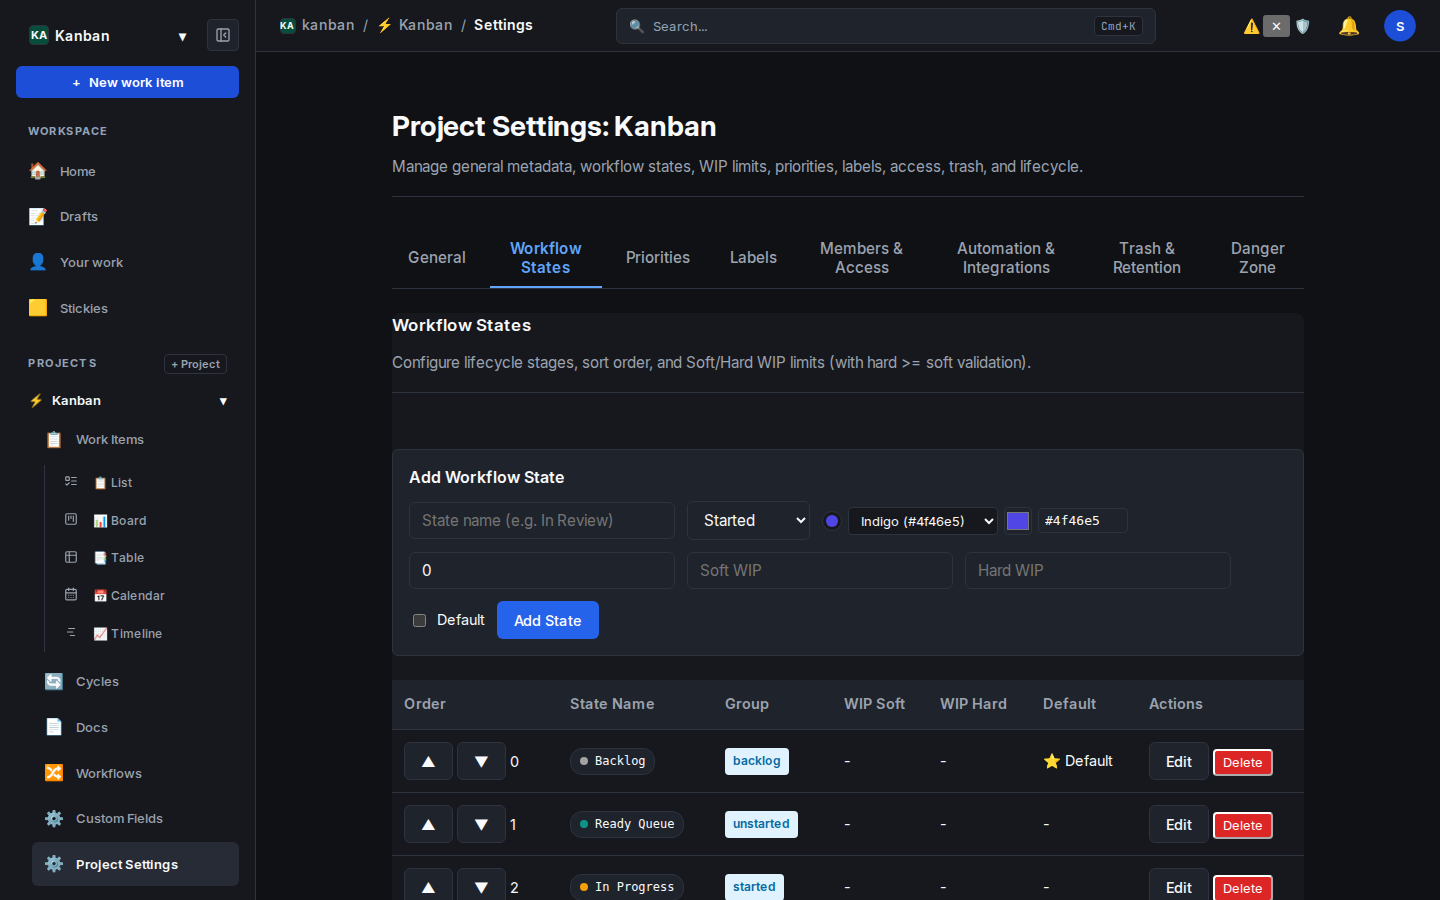 KA Kanban ▼
+ New work item
WORKSPACE
🏠 Home
📝 Drafts
👤 Your work
🟨 Stickies
PROJECTS
+ Project
⚡ Kanban ▼
📋 Work Items
📋 List
📊 Board
📑 Table
📅 Calendar
📈 Timeline
🔄 Cycles
📄 Docs
🔀 Workflows
⚙️ Custom Fields
⚙️ Project Settings
KA kanban / ⚡ Kanban / Settings
🔍 Search... Cmd+K
⚠️ ✕ 🛡️ 🔔 S
Project Settings: Kanban
Manage general metadata, workflow states, WIP limits, priorities, labels, access, trash, and lifecycle.
General
Workflow
States
Priorities
Labels
Members &
Access
Automation &
Integrations
Trash &
Retention
Danger
Zone
Workflow States
Configure lifecycle stages, sort order, and Soft/Hard WIP limits (with hard >= soft validation).
Add Workflow State
State name (e.g. In Review) Started Indigo (#4f46e5) #4f46e5
0 Soft WIP Hard WIP
Default Add State
Order State Name Group WIP Soft WIP Hard Default Actions
▲ ▼ 0 Backlog backlog - - ⭐ Default Edit Delete
▲ ▼ 1 Ready Queue unstarted - - - Edit Delete
▲ ▼ 2 In Progress started - - - Edit Delete